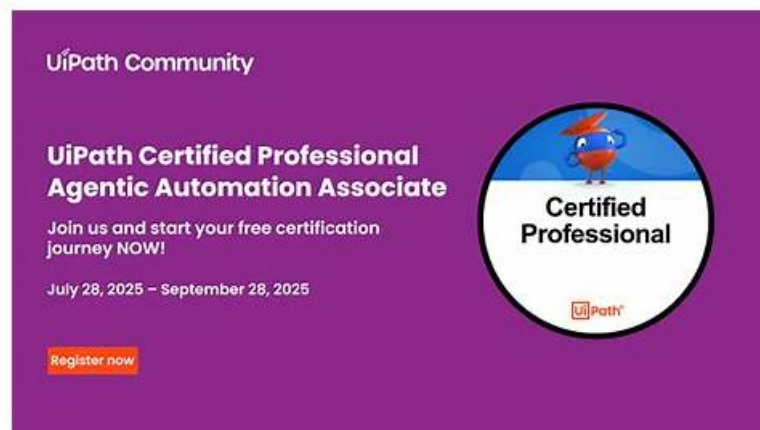 UiPath Community
UiPath Certified Professional
Agentic Automation Associate
Join us and start your free certification
journey NOW!
July 28, 2025 – September 28, 2025
Register now
Certified
Professional
UiPath®